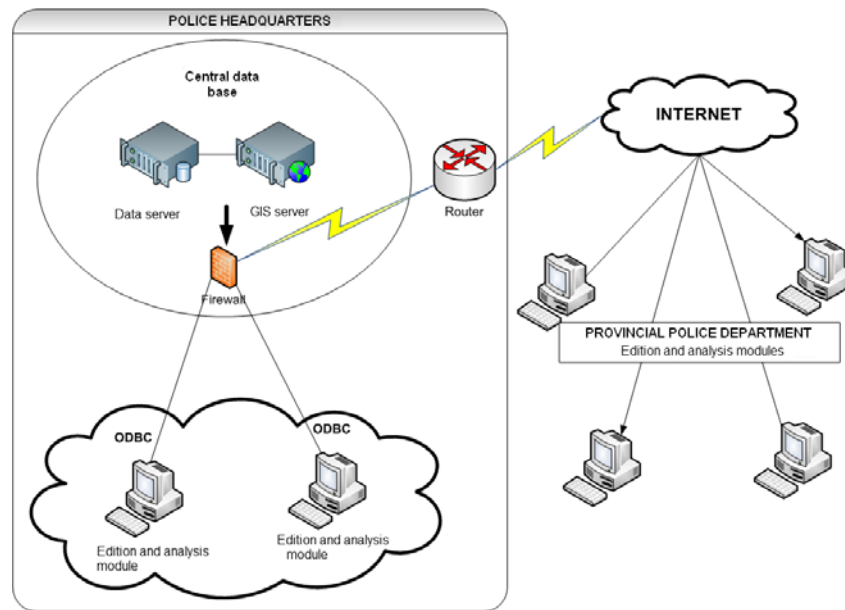 POLICE HEADQUARTERS
Central data
base
Data server
GIS server
Firewall
Router
INTERNET
PROVINCIAL POLICE DEPARTMENT
Edition and analysis modules
ODBC
ODBC
Edition and analysis
module
Edition and analysis
module